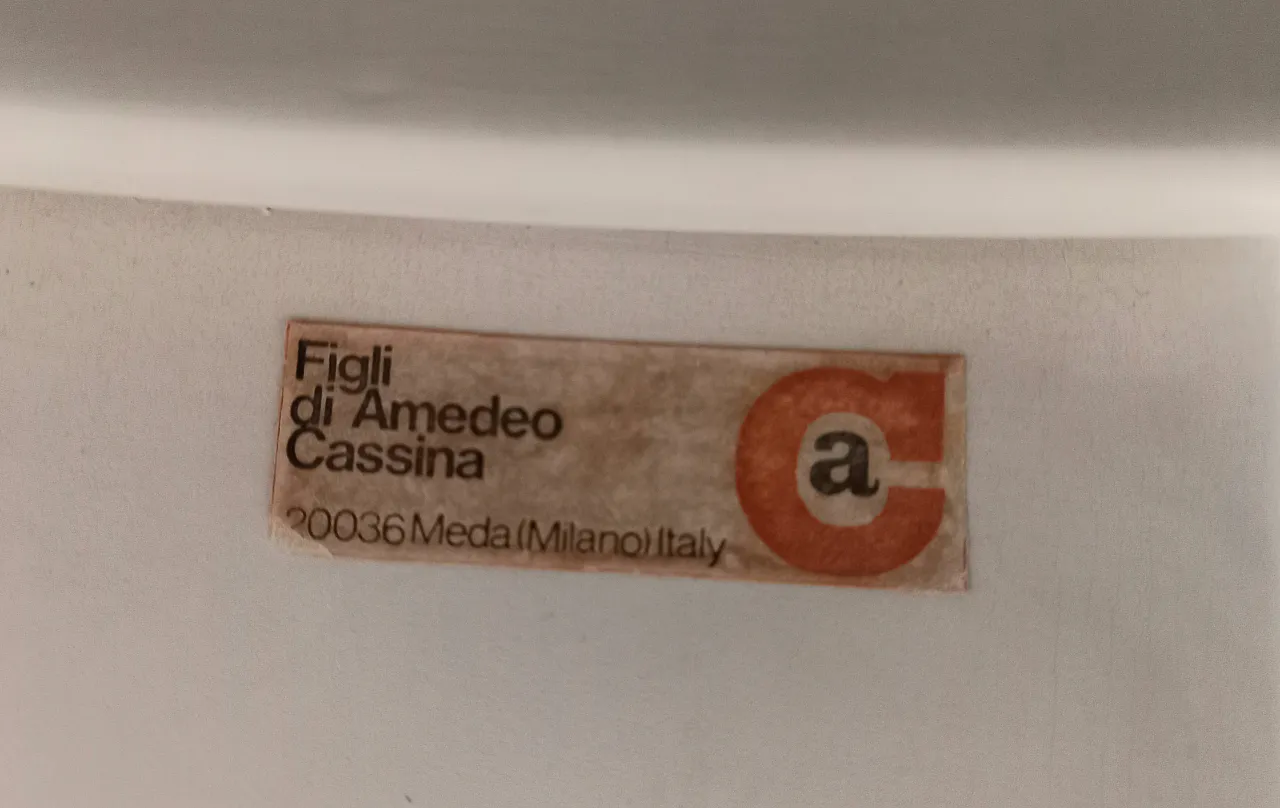 Figli
di Amedeo
Cassina
20036 Meda (Milano) Italy
Ca